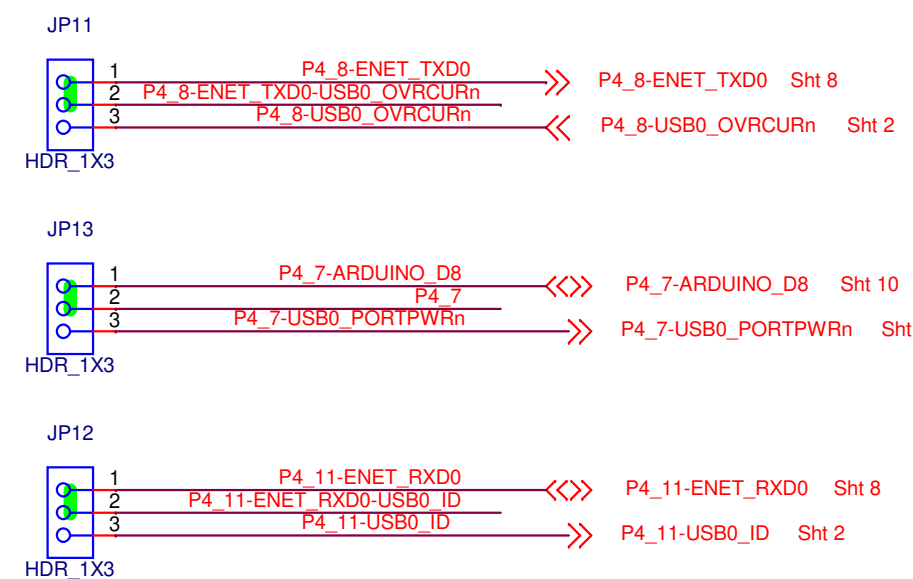 JP11
1 P4_8-ENET_TXD0 P4_8-ENET_TXD0 Sht 8
2 P4_8-ENET_TXD0-USB0_OVRCURn
3 P4_8-USB0_OVRCURn P4_8-USB0_OVRCURn Sht 2
HDR_1X3
JP13
1 P4_7-ARDUINO_D8 P4_7-ARDUINO_D8 Sht 10
2 P4_7
3 P4_7-USB0_PORTPWRn P4_7-USB0_PORTPWRn Sht
HDR_1X3
JP12
1 P4_11-ENET_RXD0 P4_11-ENET_RXD0 Sht 8
2 P4_11-ENET_RXD0-USB0_ID
3 P4_11-USB0_ID P4_11-USB0_ID Sht 2
HDR_1X3